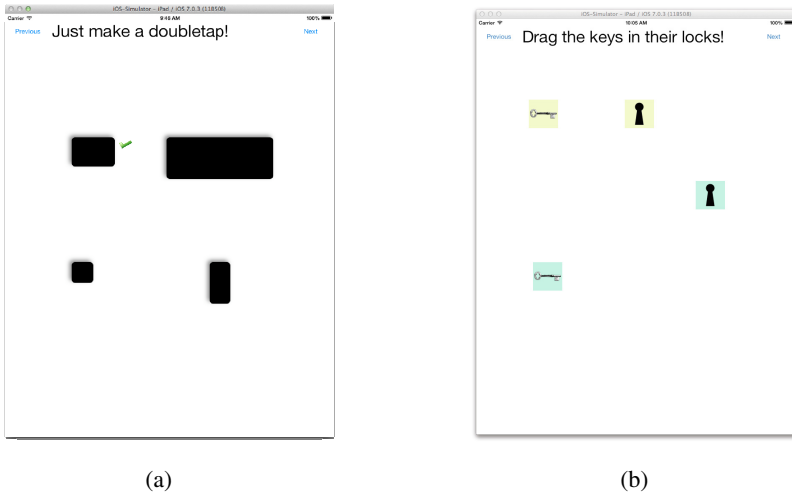 iOS-Simulator - iPad / iOS 7.0.3 (11B508)
Carrier 9:40 AM 100%
Previous Just make a doubletap! Next
iOS-Simulator - iPad / iOS 7.0.3 (11B508)
Carrier 10:05 AM 100%
Previous Drag the keys in their locks! Next
(a)
(b)